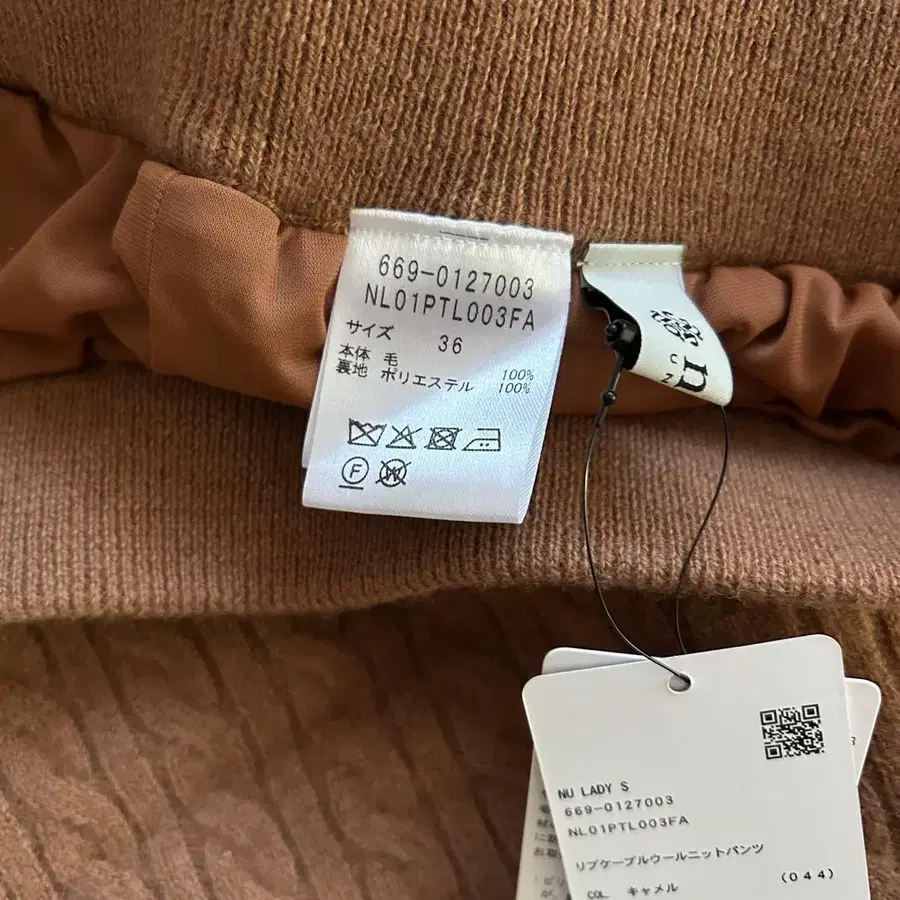 669-0127003
NL01PTL003FA
サイズ 36
本体 毛 100%
裏地 ポリエステル 100%
F
W
NU LADY S
669-0127003
NL01PTL003FA
リブケーブルウールニットパンツ
(044)
COL キャメル